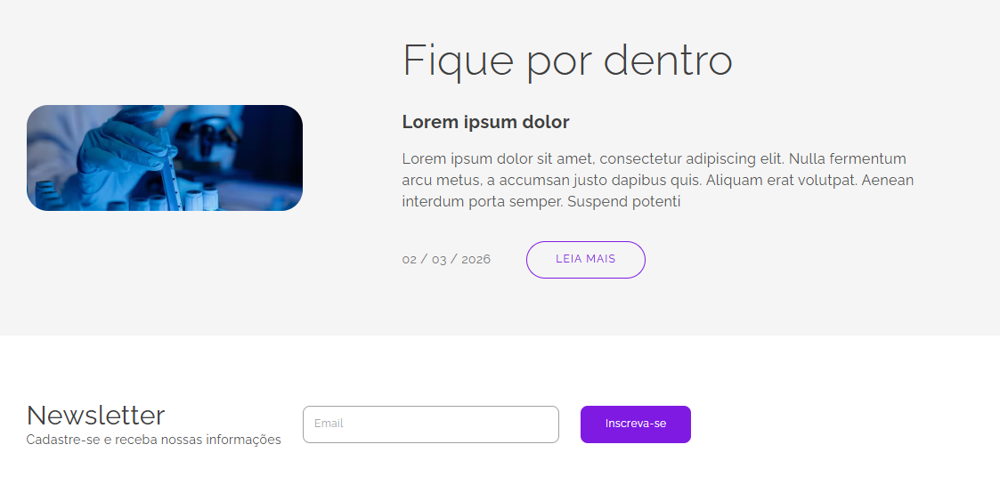 Fique por dentro
Lorem ipsum dolor
Lorem ipsum dolor sit amet, consectetur adipiscing elit. Nulla fermentum
arcu metus, a accumsan justo dapibus quis. Aliquam erat volutpat. Aenean
interdum porta semper. Suspend potenti
02 / 03 / 2026
LEIA MAIS
Newsletter
Cadastre-se e receba nossas informações
Email
Inscreva-se